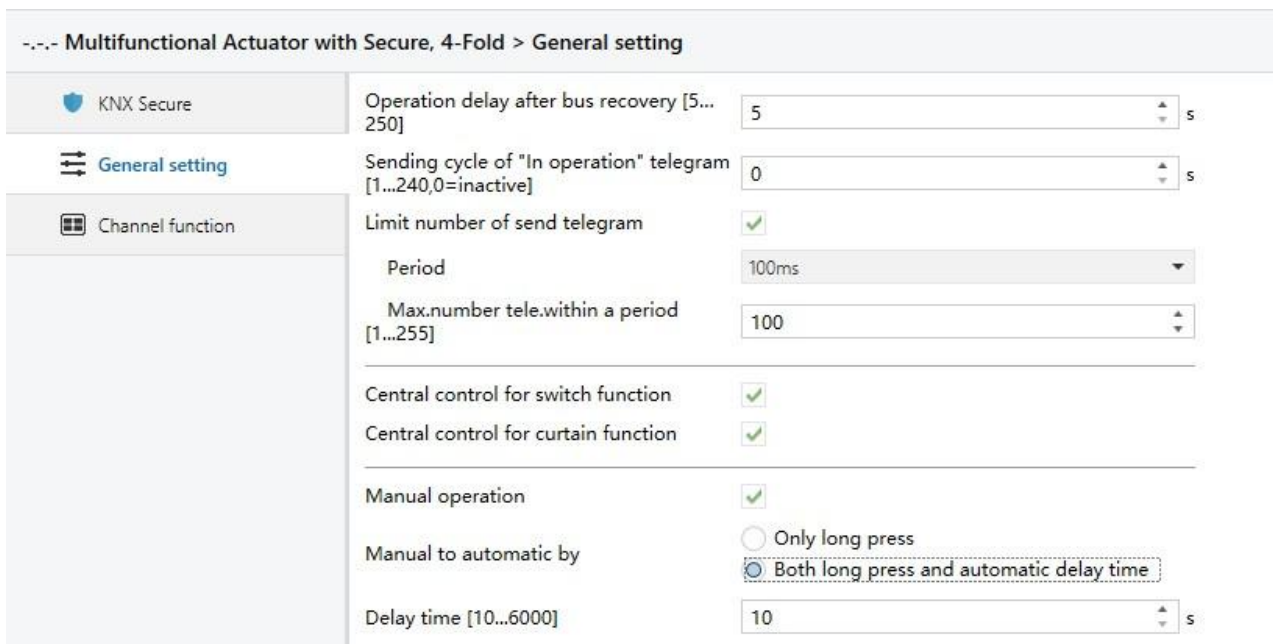 -.-.- Multifunctional Actuator with Secure, 4-Fold > General setting
KNX Secure
General setting
Channel function
Operation delay after bus recovery [5...
250]
5
s
Sending cycle of "In operation" telegram
[1...240,0=inactive]
0
s
Limit number of send telegram
Period
100ms
Max.number tele.within a period
[1...255]
100
Central control for switch function
Central control for curtain function
Manual operation
Manual to automatic by
Only long press
Both long press and automatic delay time
Delay time [10...6000]
10
s